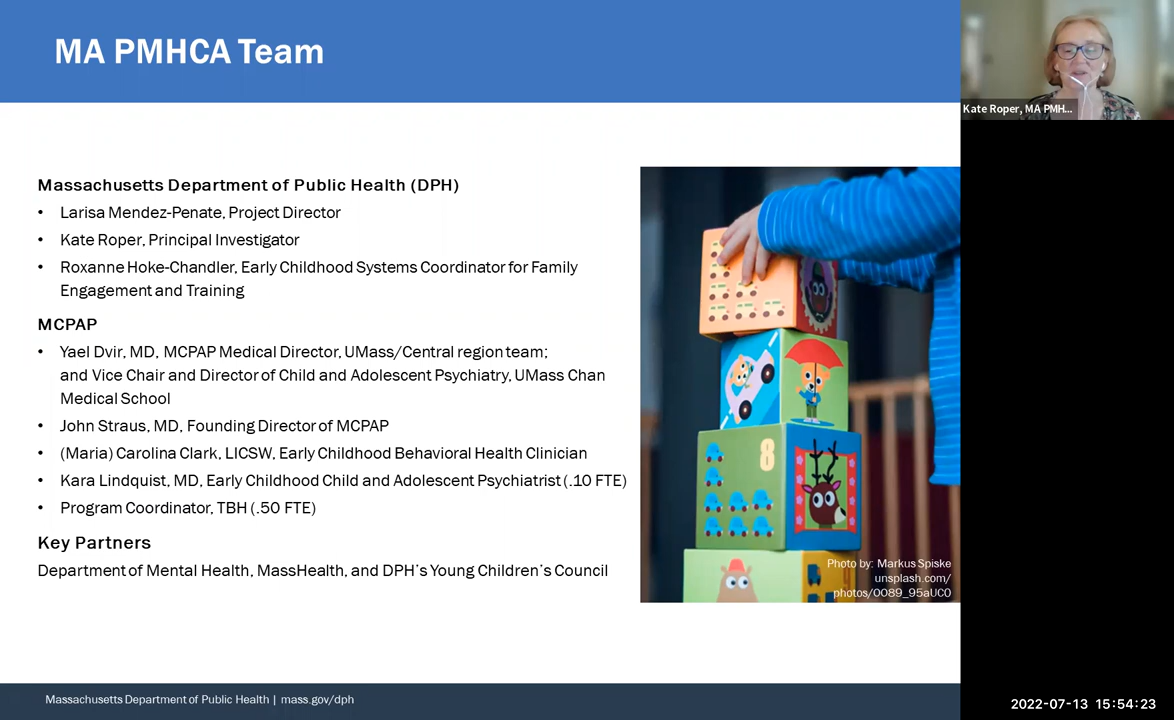 MA PMHCA Team
Kate Roper, MA PMH...
Massachusetts Department of Public Health (DPH)
• Larisa Mendez-Penate, Project Director
• Kate Roper, Principal Investigator
• Roxanne Hoke-Chandler, Early Childhood Systems Coordinator for Family
Engagement and Training
MCPAP
• Yael Dvir, MD, MCPAP Medical Director, UMass/Central region team;
and Vice Chair and Director of Child and Adolescent Psychiatry, UMass Chan
Medical School
• John Straus, MD, Founding Director of MCPAP
• (Maria) Carolina Clark, LICSW, Early Childhood Behavioral Health Clinician
• Kara Lindquist, MD, Early Childhood Child and Adolescent Psychiatrist (.10 FTE)
• Program Coordinator, TBH (.50 FTE)
Key Partners
Department of Mental Health, MassHealth, and DPH's Young Children's Council
8
Photo by: Markus Spiske
unsplash.com/
photos/0089_95aUC0
Massachusetts Department of Public Health | mass.gov/dph
2022-07-13 15:54:23